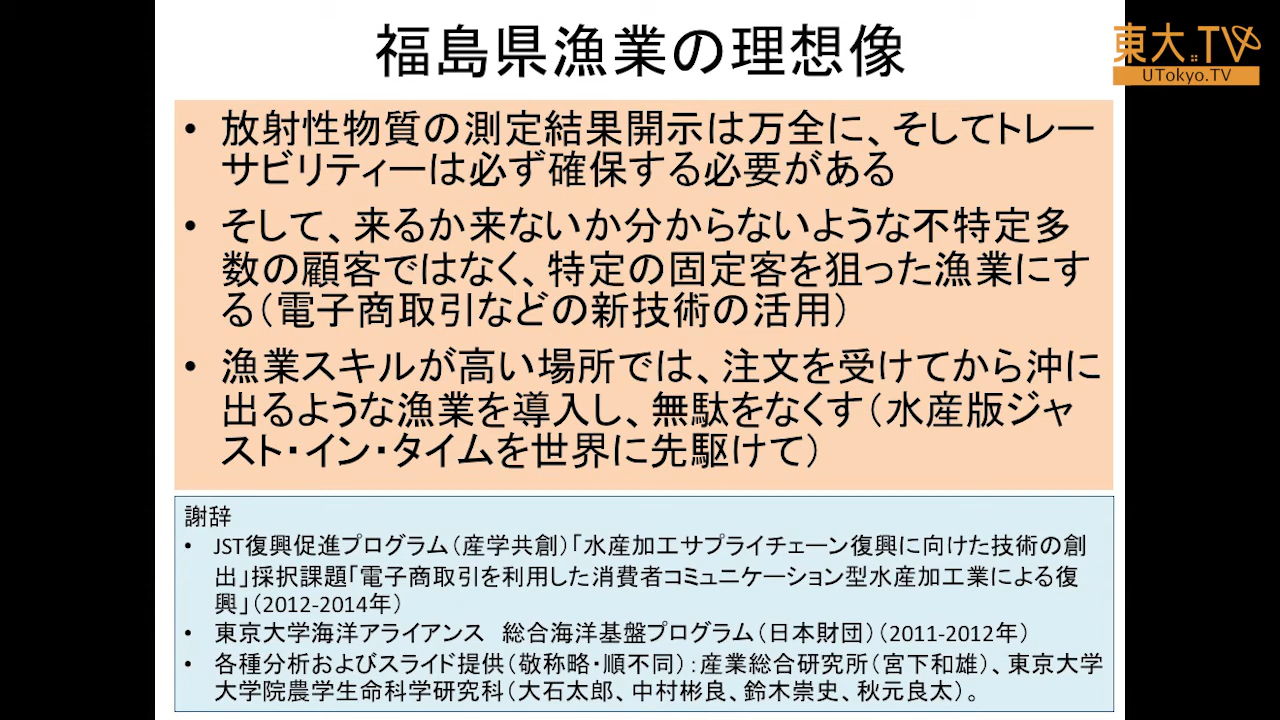 福島県漁業の理想像
東大.TV
UTokyo.TV
• 放射性物質の測定結果開示は万全に、そしてトレー
サビリティーは必ず確保する必要がある
• そして、来るか来ないか分からないような不特定多
数の顧客ではなく、特定の固定客を狙った漁業にす
る（電子商取引などの新技術の活用）
• 漁業スキルが高い場所では、注文を受けてから沖に
出るような漁業を導入し、無駄をなくす（水産版ジャ
スト・イン・タイムを世界に先駆けて）
謝辞
• JST復興促進プログラム（産学共創）「水産加工サプライチェーン復興に向けた技術の創
出」採択課題「電子商取引を利用した消費者コミュニケーション型水産加工業による復
興」（2012-2014年）
• 東京大学海洋アライアンス　総合海洋基盤プログラム（日本財団）（2011-2012年）
• 各種分析およびスライド提供（敬称略・順不同）：産業総合研究所（宮下和雄）、東京大学
大学院農学生命科学研究科（大石太郎、中村彬良、鈴木崇史、秋元良太）。